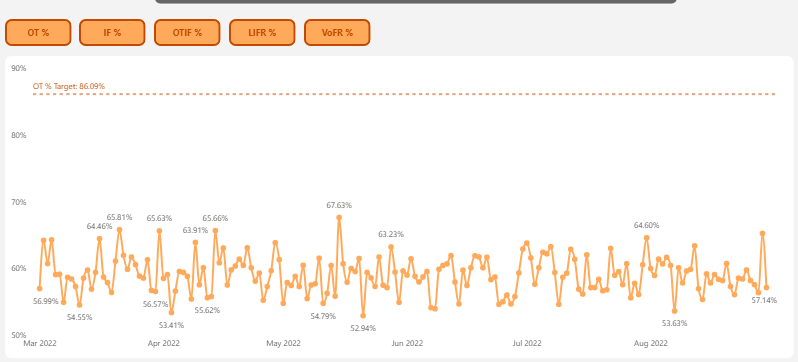 OT % IF % OTIF % LIFR % VoFR %
90%
OT % Target: 86.09%
80%
70%
67.63%
65.81% 65.63% 65.66%
64.46% 63.91% 63.23% 64.60%
60%
56.99% 56.57% 57.14%
54.55% 55.62% 54.79%
53.41% 52.94% 53.63%
50%
Mar 2022 Apr 2022 May 2022 Jun 2022 Jul 2022 Aug 2022